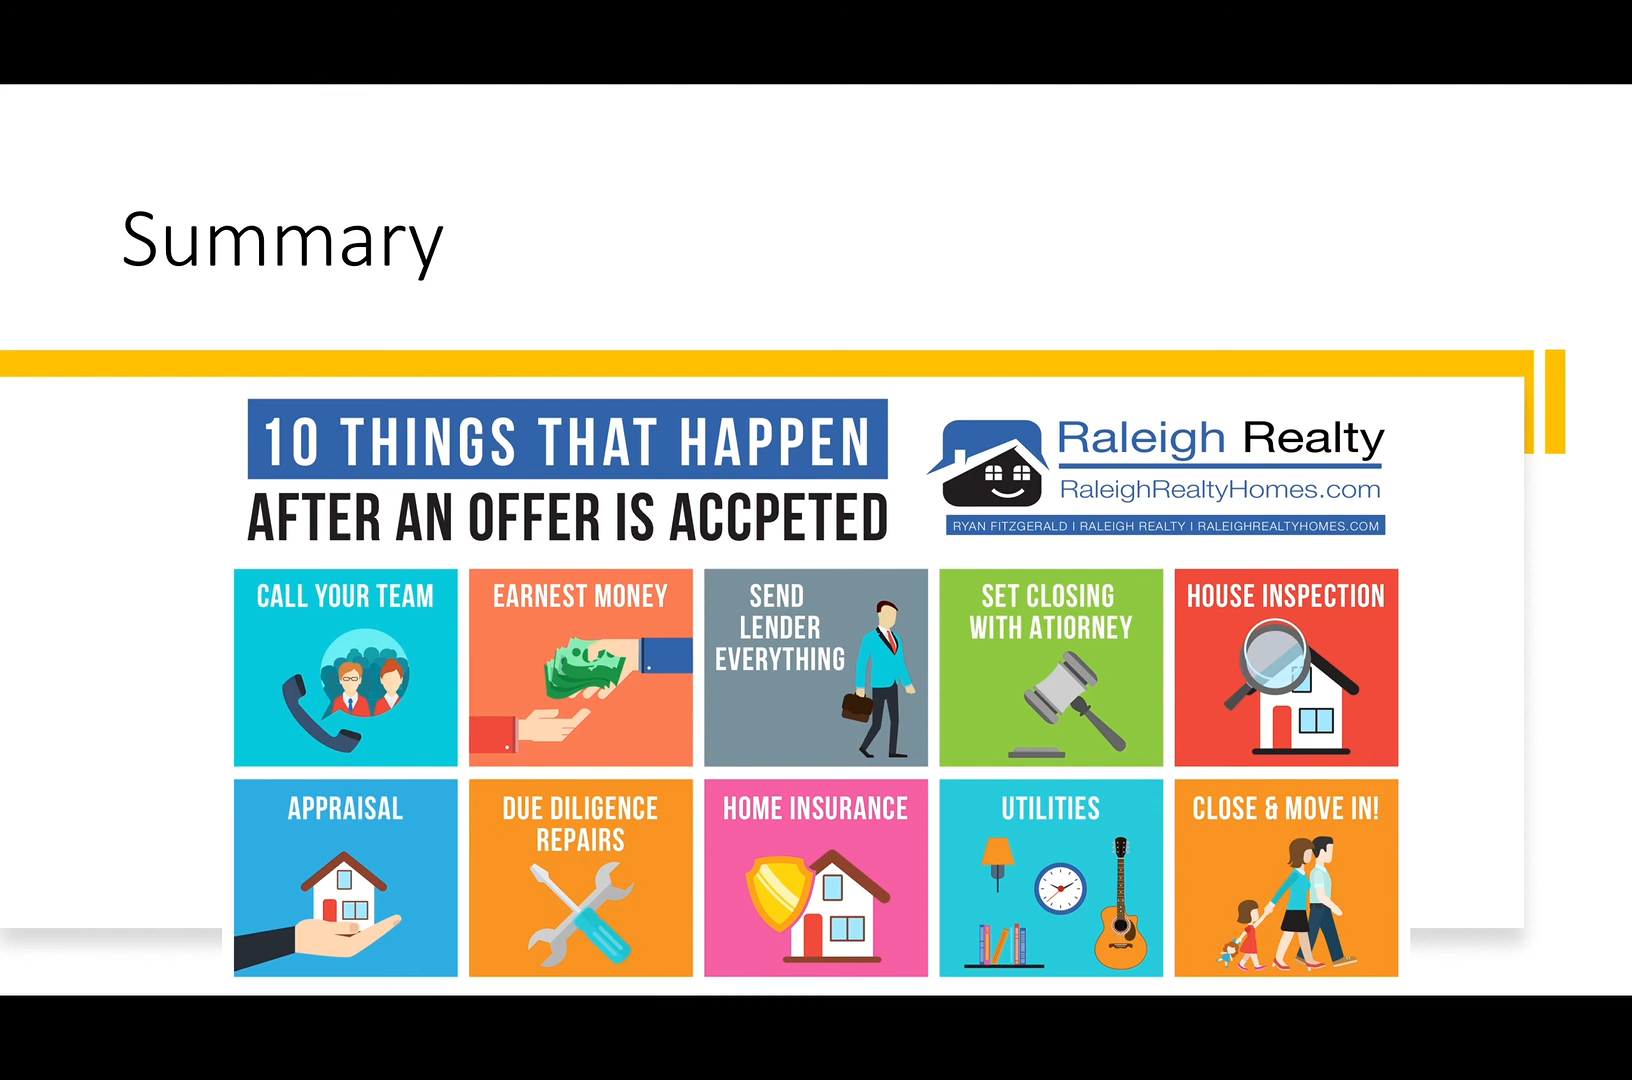 Summary
10 THINGS THAT HAPPEN
AFTER AN OFFER IS ACCPETED
Raleigh Realty
RaleighRealtyHomes.com
RYAN FITZGERALD | RALEIGH REALTY | RALEIGHREALTYHOMES.COM
CALL YOUR TEAM
EARNEST MONEY
SEND
LENDER
EVERYTHING
SET CLOSING
WITH ATIORNEY
HOUSE INSPECTION
APPRAISAL
DUE DILIGENCE
REPAIRS
HOME INSURANCE
UTILITIES
CLOSE & MOVE IN!